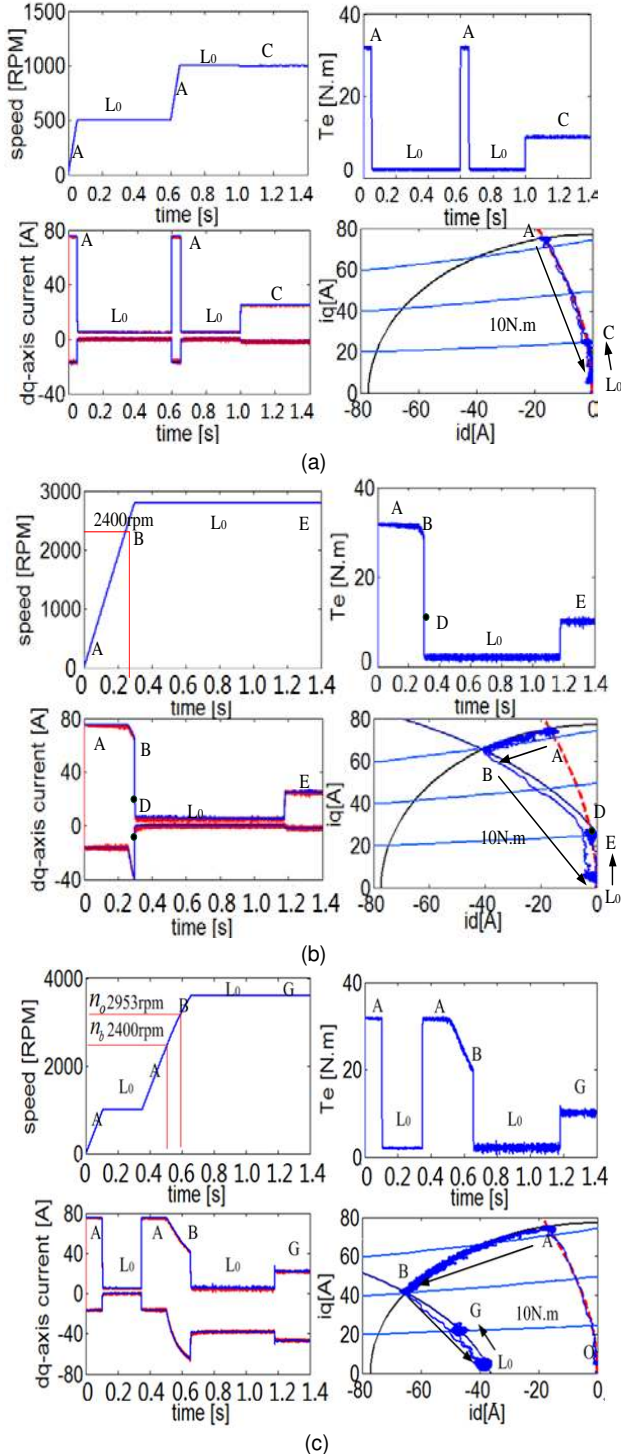 speed [RPM]
1500
1000
500
0
A
L0
A
L0
C
0 0.2 0.4 0.6 0.8 1.0 1.2 1.4
time [s]
Te [N.m]
40
20
0
A
L0
A
L0
C
0 0.2 0.4 0.6 0.8 1.0 1.2 1.4
time [s]
dq-axis current [A]
80
40
0
-40
A
L0
A
L0
C
0 0.2 0.4 0.6 0.8 1.0 1.2 1.4
time [s]
iq[A]
80
60
40
20
0
A
10N.m
C
L0
-80 -60 -40 -20
id[A]
(a)
speed [RPM]
3000
2000
1000
0
2400rpm
B
A
L0
E
0 0.2 0.4 0.6 0.8 1.0 1.2 1.4
time [s]
Te [N.m]
40
20
0
A
B
D
L0
E
0 0.2 0.4 0.6 0.8 1.0 1.2 1.4
time [s]
dq-axis current [A]
80
40
0
-40
A
B
D
L0
E
0 0.2 0.4 0.6 0.8 1.0 1.2 1.4
time [s]
iq[A]
80
60
40
20
0
A
B
D
10N.m
E
L0
-80 -60 -40 -20 0
id[A]
(b)
speed [RPM]
6000
4000
2000
0
no 2953rpm
nb 2400rpm
B
L0
G
A
L0
A
0 0.2 0.4 0.6 0.8 1.0 1.2 1.4
time [s]
Te [N.m]
40
20
0
A
A
B
L0
L0
G
0 0.2 0.4 0.6 0.8 1.0 1.2 1.4
time [s]
dq-axis current [A]
80
40
0
-40
-80
A
L0
A
B
L0
G
0 0.2 0.4 0.6 0.8 1.0 1.2 1.4
time [s]
iq[A]
80
60
40
20
0
A
B
G
10N.m
L0
O
-80 -60 -40 -20 0
id[A]
(c)